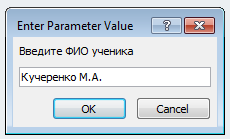 Enter Parameter Value
Введите ФИО ученика
Кучеренко М.А.
OK Cancel